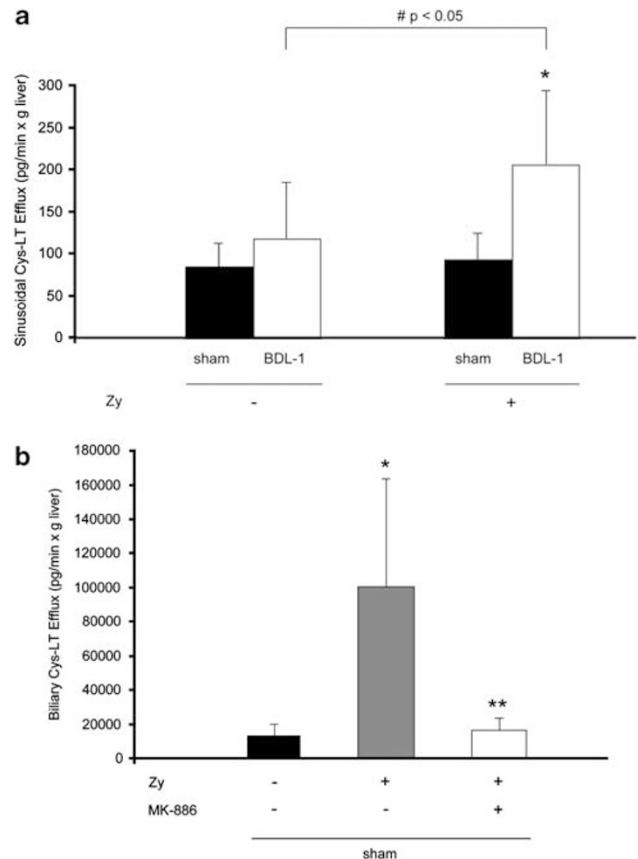 a
# p < 0.05
*
Sinusoidal Cys-LT Efflux (pg/min x g liver)
300
250
200
150
100
50
0
sham BDL-1 sham BDL-1
Zy - +
b
Biliary Cys-LT Efflux (pg/min x g liver)
180000
160000
140000
120000
100000
80000
60000
40000
20000
0
*
**
Zy - + +
MK-886 - - +
sham